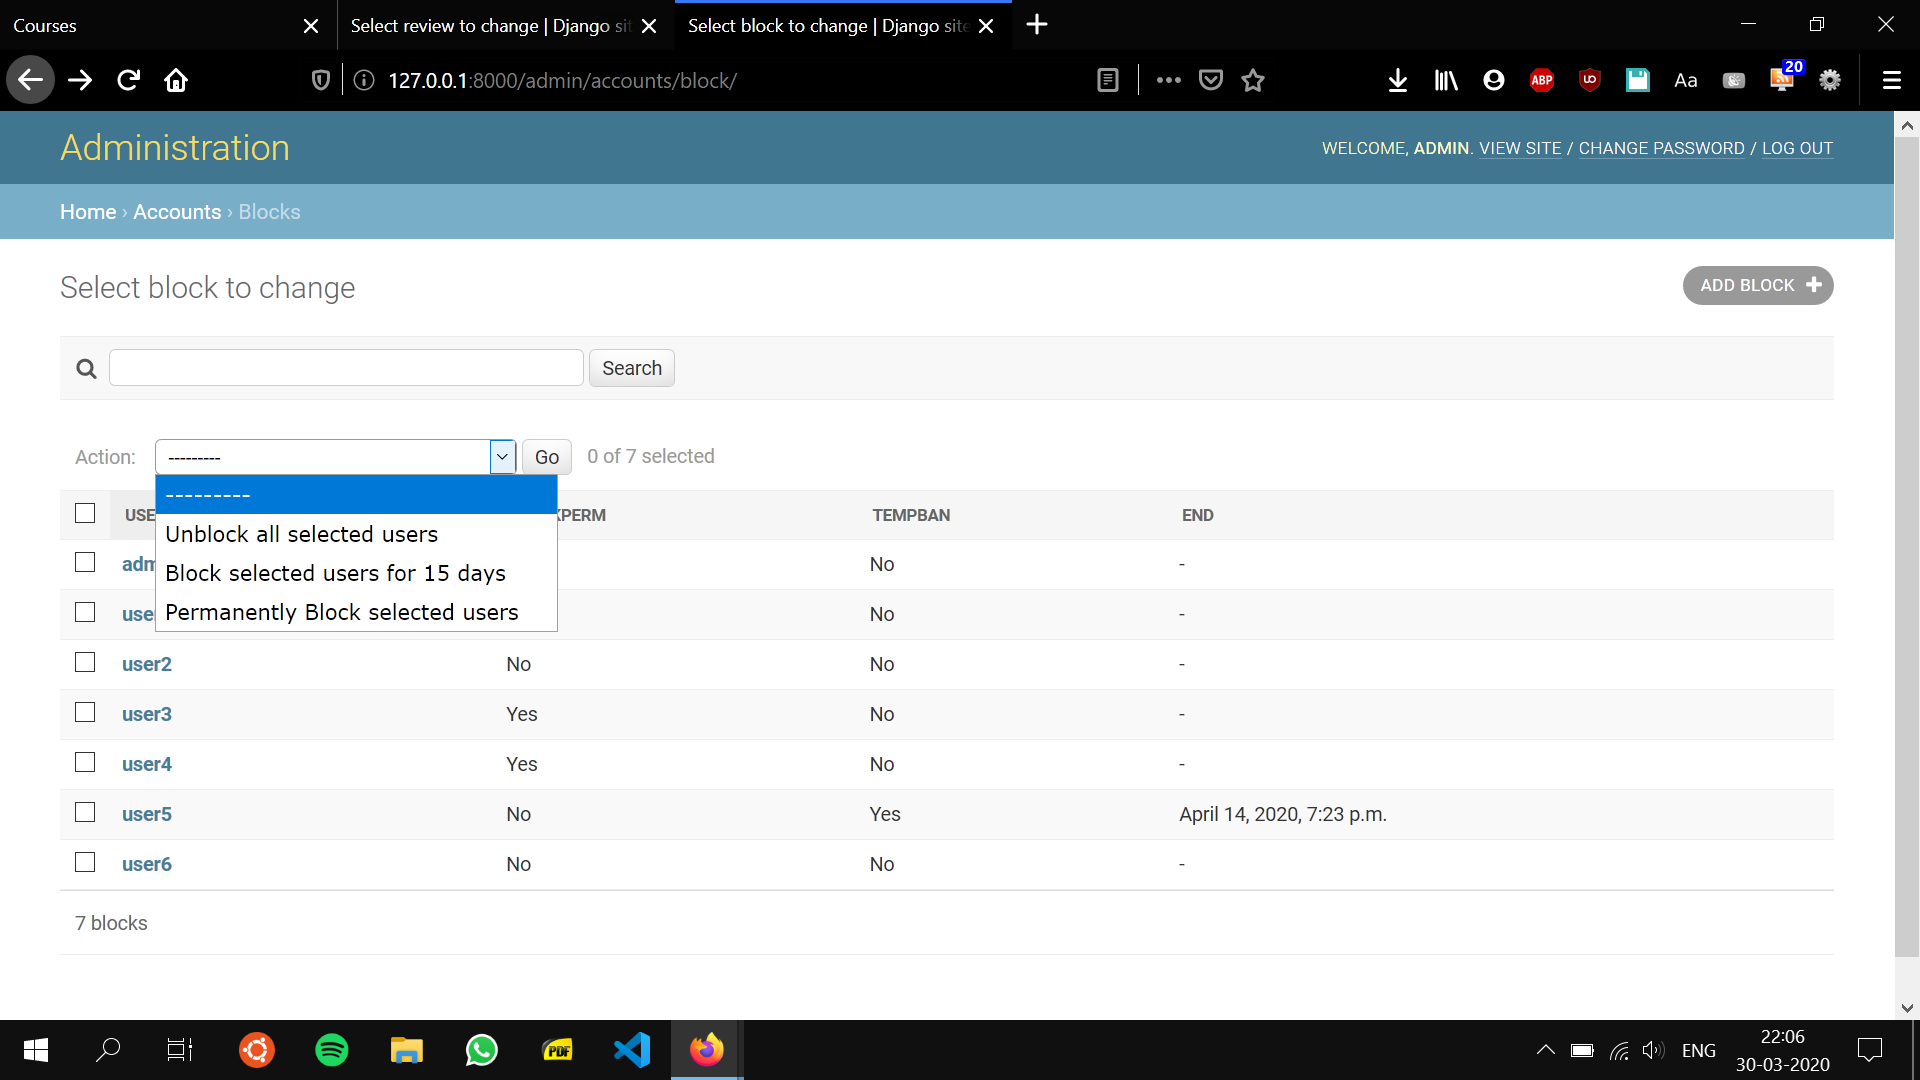 Courses
Select review to change | Django sit
Select block to change | Django site
127.0.0.1:8000/admin/accounts/block/
ABP
Aa
20
Administration
WELCOME, ADMIN. VIEW SITE / CHANGE PASSWORD / LOG OUT
Home › Accounts › Blocks
Select block to change
ADD BLOCK
Search
Action:
---------
Go
0 of 7 selected
---------
Unblock all selected users
Block selected users for 15 days
Permanently Block selected users
USE
PERM
TEMPBAN
END
adm
No
-
use
No
-
user2
No
No
-
user3
Yes
No
-
user4
Yes
No
-
user5
No
Yes
April 14, 2020, 7:23 p.m.
user6
No
No
-
7 blocks
PDF
ENG
22:06
30-03-2020